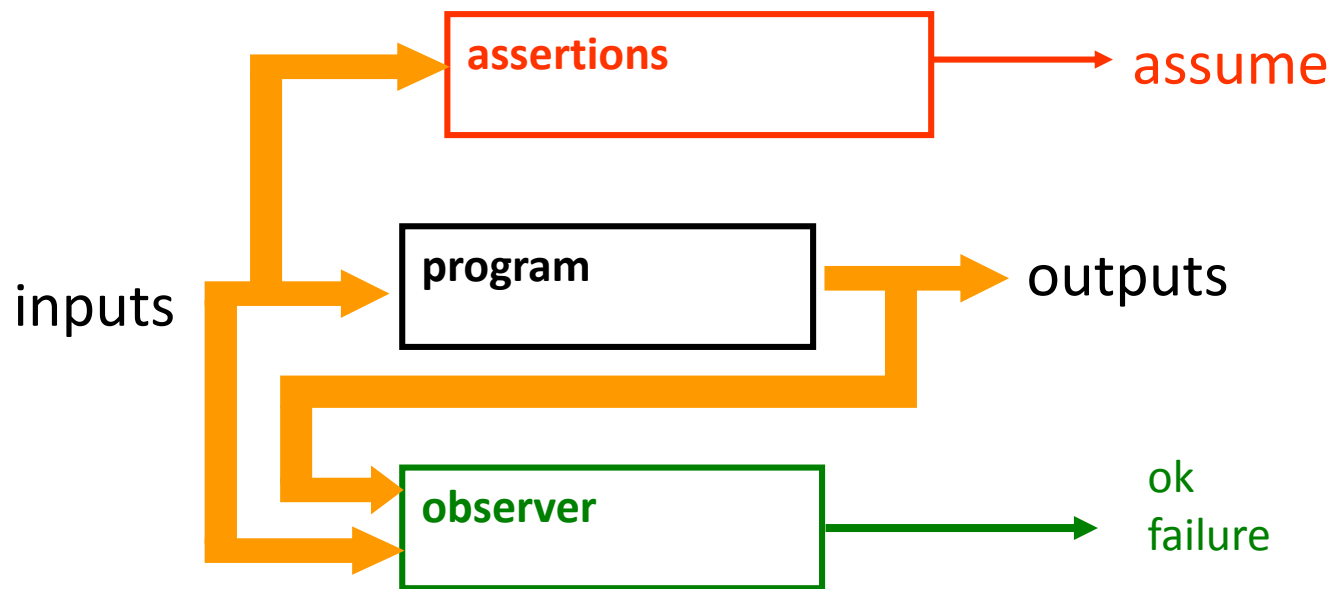 assertions
assume
program
outputs
inputs
observer
ok
failure